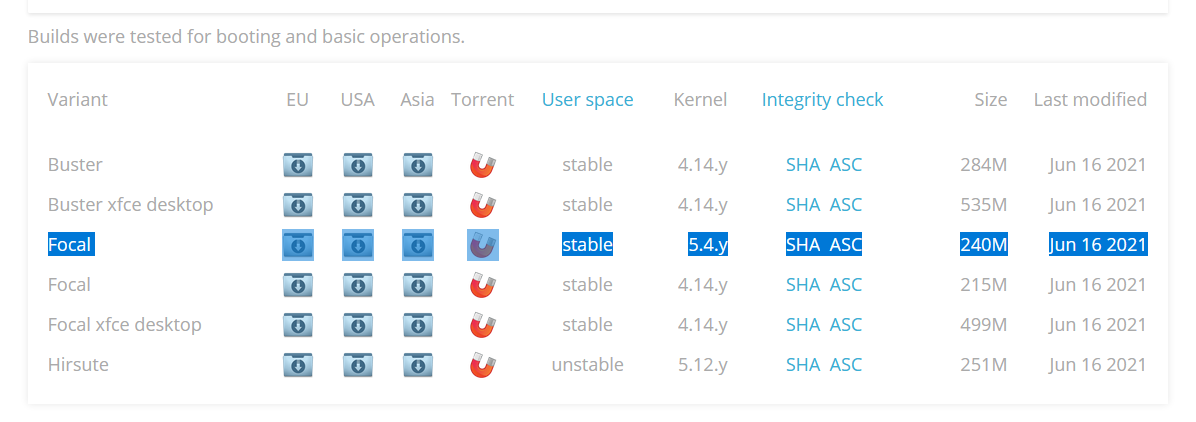 Builds were tested for booting and basic operations.
Variant EU USA Asia Torrent User space Kernel Integrity check Size Last modified
Buster stable 4.14.y SHA ASC 284M Jun 16 2021
Buster xfce desktop stable 4.14.y SHA ASC 535M Jun 16 2021
Focal stable 5.4.y SHA ASC 240M Jun 16 2021
Focal stable 4.14.y SHA ASC 215M Jun 16 2021
Focal xfce desktop stable 4.14.y SHA ASC 499M Jun 16 2021
Hirsute unstable 5.12.y SHA ASC 251M Jun 16 2021